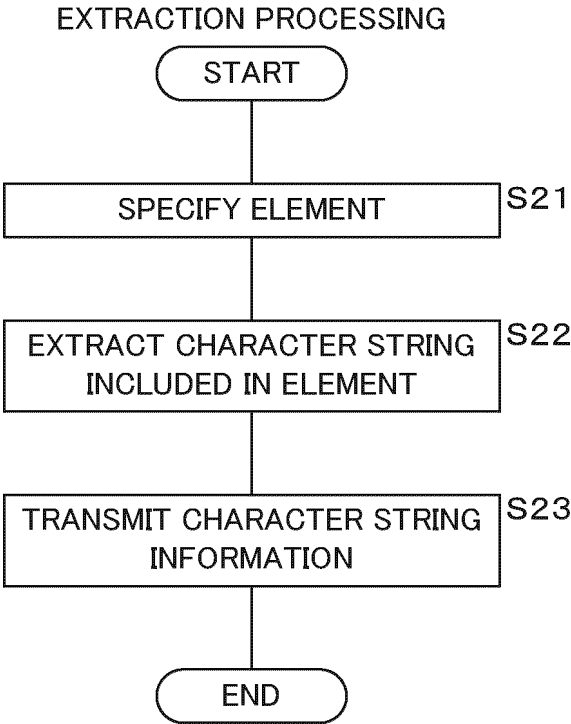 EXTRACTION PROCESSING
START
SPECIFY ELEMENT
S21
EXTRACT CHARACTER STRING
INCLUDED IN ELEMENT
S22
TRANSMIT CHARACTER STRING
INFORMATION
S23
END